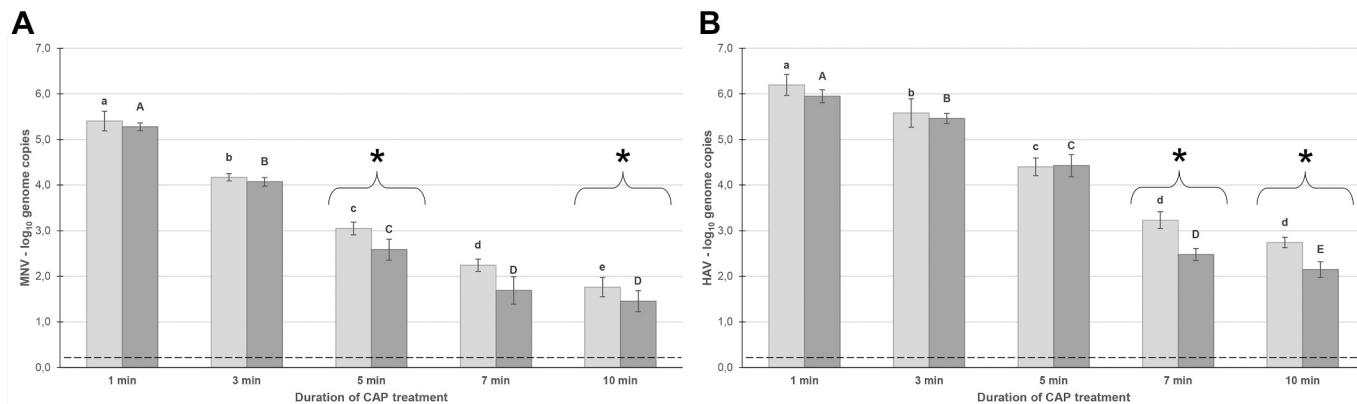 A
MNV - log10 genome copies
7,0
6,0
5,0
4,0
3,0
2,0
1,0
0,0
a
A
b
B
*
c
C
d
D
*
e
D
1 min
3 min
5 min
7 min
10 min
Duration of CAP treatment
B
HAV - log10 genome copies
7,0
6,0
5,0
4,0
3,0
2,0
1,0
0,0
a
A
b
B
c
C
*
d
D
*
d
E
1 min
3 min
5 min
7 min
10 min
Duration of CAP treatment